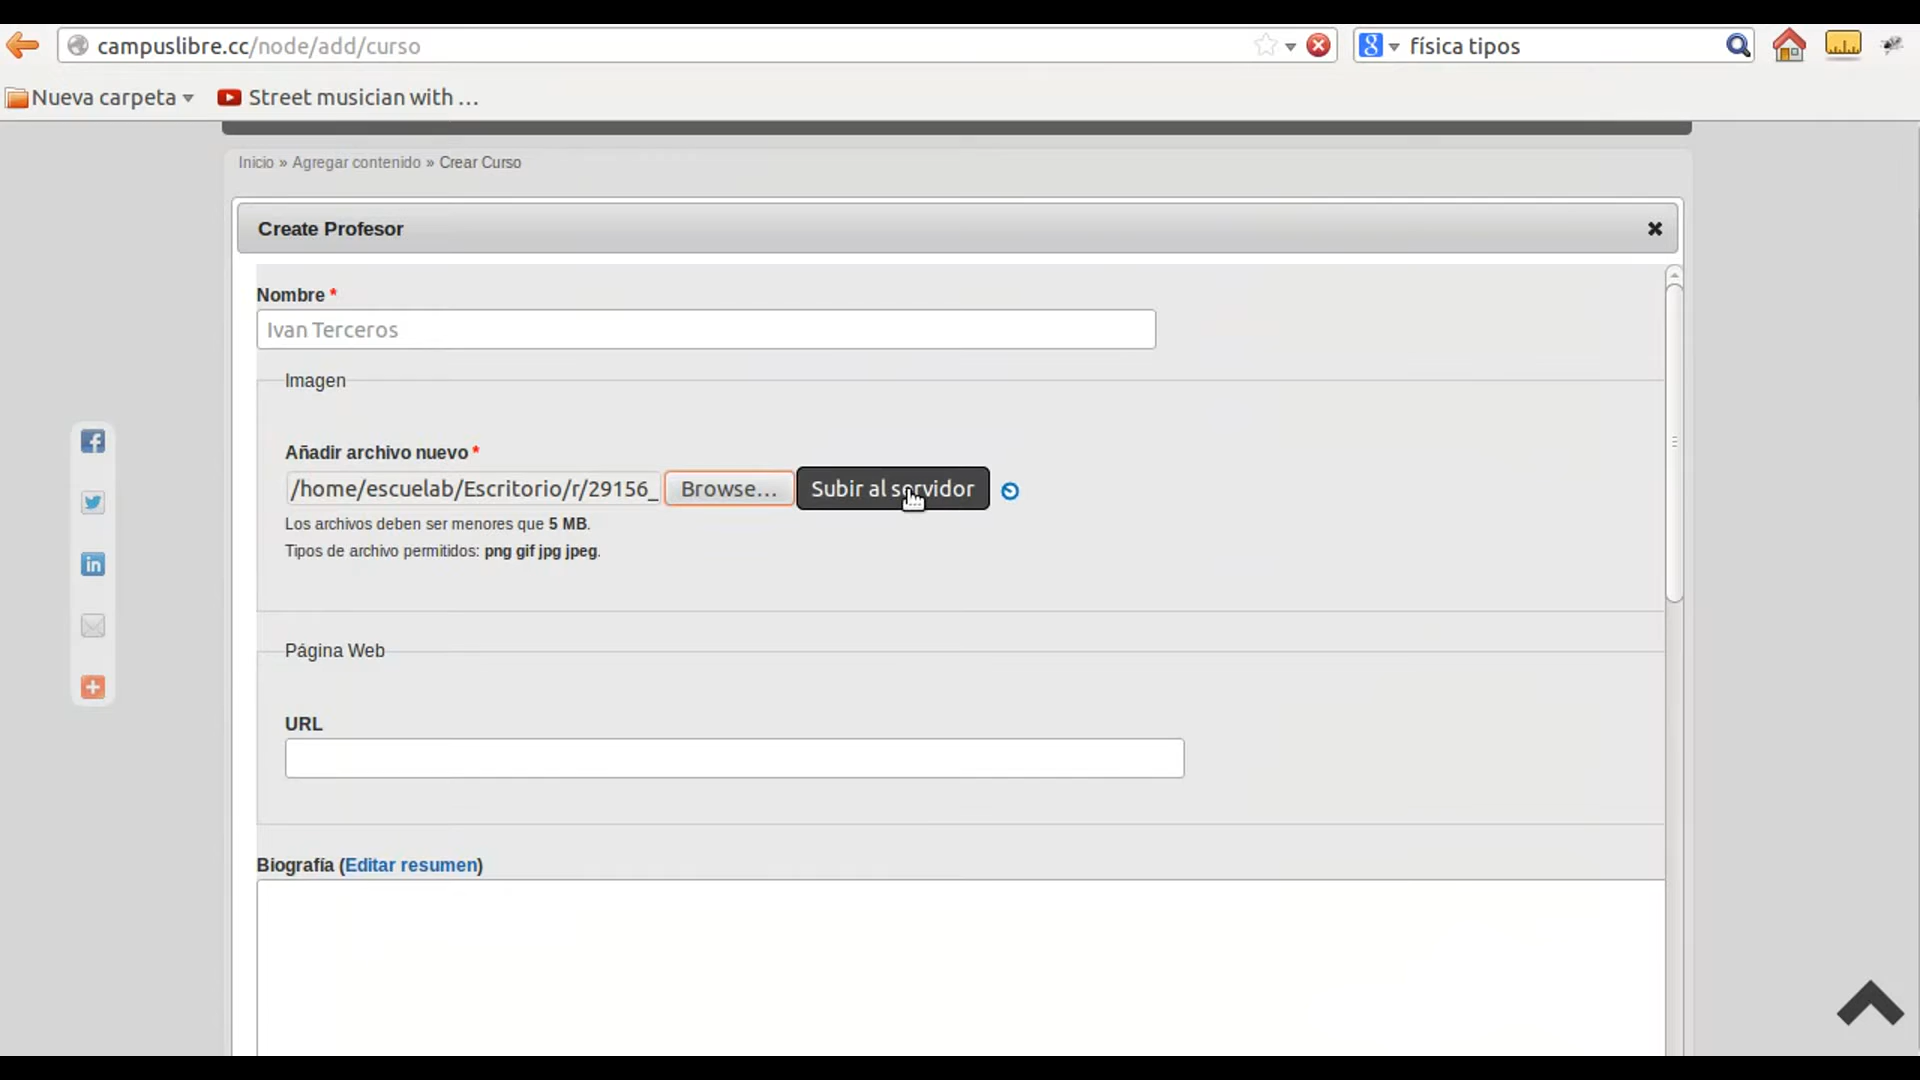 campuslibre.cc/node/add/curso
física tipos
Nueva carpeta
Street musician with ...
Inicio » Agregar contenido » Crear Curso
Create Profesor
Nombre *
Ivan Terceros
Imagen
Añadir archivo nuevo *
/home/escuelab/Escritorio/r/29156_ Browse... Subir al servidor
Los archivos deben ser menores que 5 MB.
Tipos de archivo permitidos: png gif jpg jpeg.
Página Web
URL
Biografía (Editar resumen)